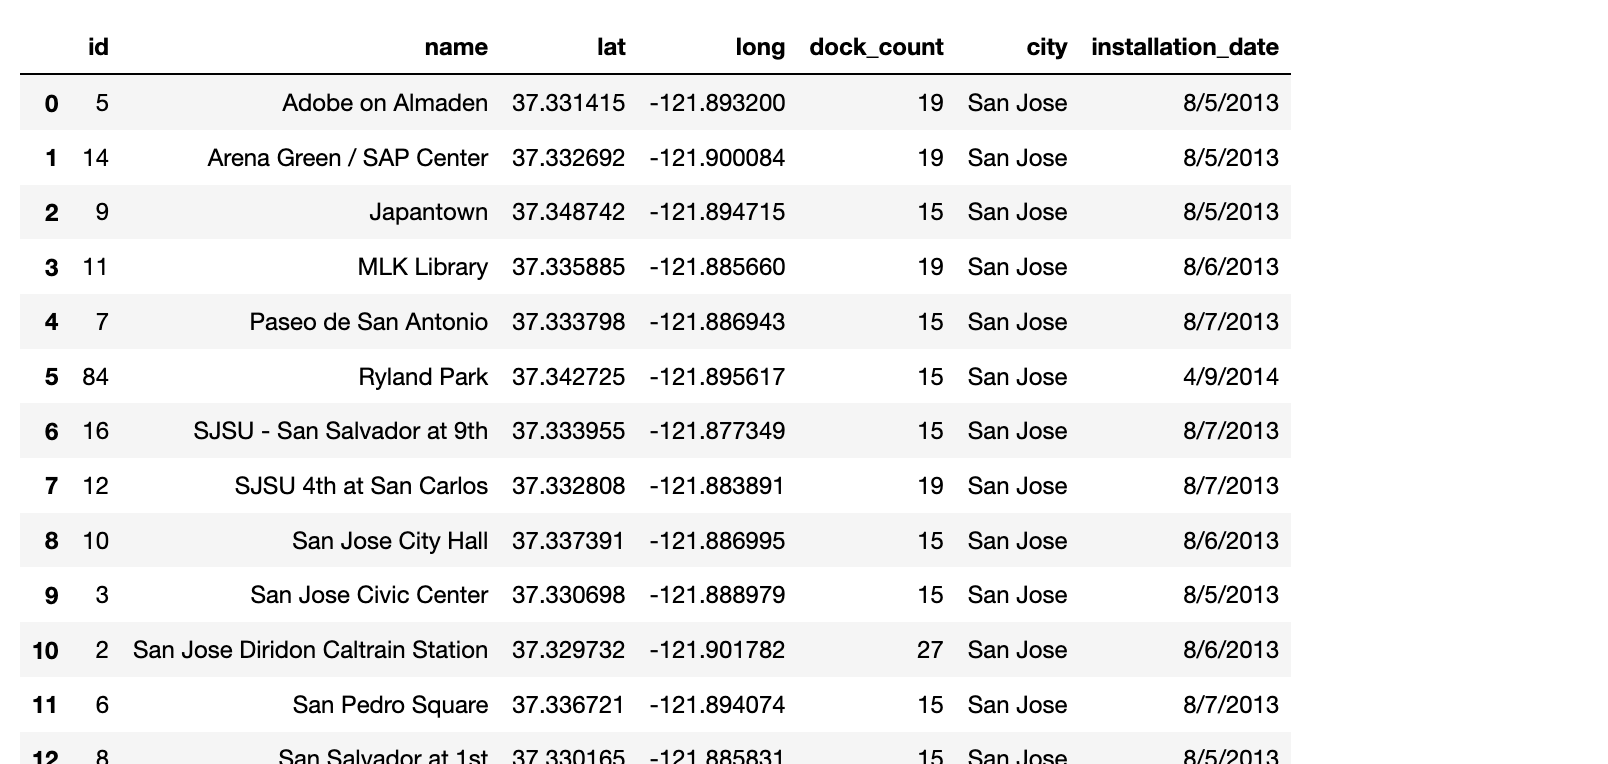 id name lat long dock_count city installation_date
0 5 Adobe on Almaden 37.331415 -121.893200 19 San Jose 8/5/2013
1 14 Arena Green / SAP Center 37.332692 -121.900084 19 San Jose 8/5/2013
2 9 Japantown 37.348742 -121.894715 15 San Jose 8/5/2013
3 11 MLK Library 37.335885 -121.885660 19 San Jose 8/6/2013
4 7 Paseo de San Antonio 37.333798 -121.886943 15 San Jose 8/7/2013
5 84 Ryland Park 37.342725 -121.895617 15 San Jose 4/9/2014
6 16 SJSU - San Salvador at 9th 37.333955 -121.877349 15 San Jose 8/7/2013
7 12 SJSU 4th at San Carlos 37.332808 -121.883891 19 San Jose 8/7/2013
8 10 San Jose City Hall 37.337391 -121.886995 15 San Jose 8/6/2013
9 3 San Jose Civic Center 37.330698 -121.888979 15 San Jose 8/5/2013
10 2 San Jose Diridon Caltrain Station 37.329732 -121.901782 27 San Jose 8/6/2013
11 6 San Pedro Square 37.336721 -121.894074 15 San Jose 8/7/2013
12 8 San Salvador at 1st 37.330165 -121.885831 15 San Jose 8/5/2013